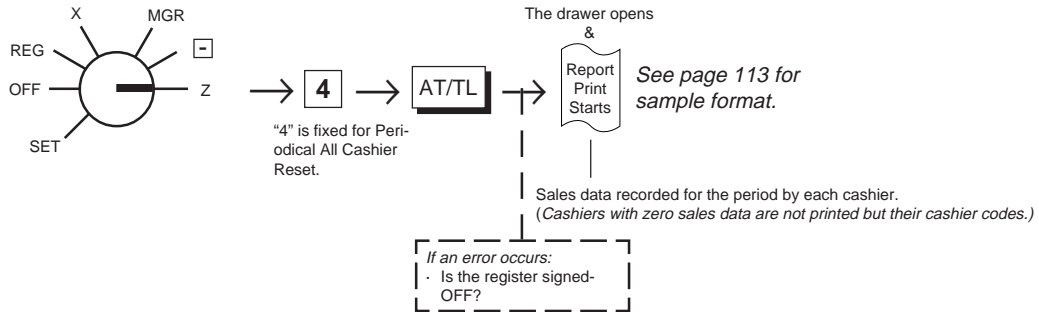 X
MGR
REG
-
OFF
Z
SET
4
AT/TL
"4" is fixed for Peri-
odical All Cashier
Reset.
The drawer opens
&
Report
Print
Starts
See page 113 for
sample format.
Sales data recorded for the period by each cashier.
(Cashiers with zero sales data are not printed but their cashier codes.)
If an error occurs:
· Is the register signed-
OFF?